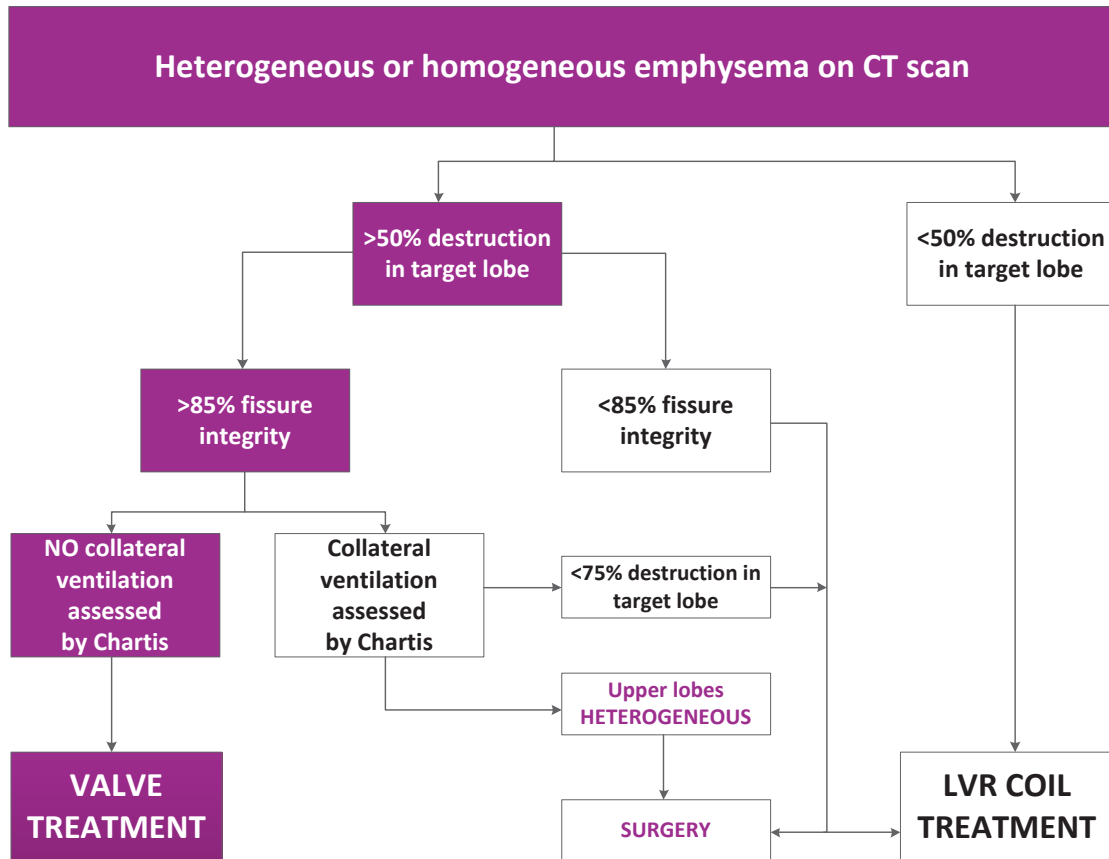 Heterogeneous or homogeneous emphysema on CT scan
>50% destruction
in target lobe
<50% destruction
in target lobe
>85% fissure
integrity
<85% fissure
integrity
NO collateral
ventilation
assessed
by Chartis
Collateral
ventilation
assessed
by Chartis
<75% destruction in
target lobe
Upper lobes
HETEROGENEOUS
VALVE
TREATMENT
SURGERY
LVR COIL
TREATMENT